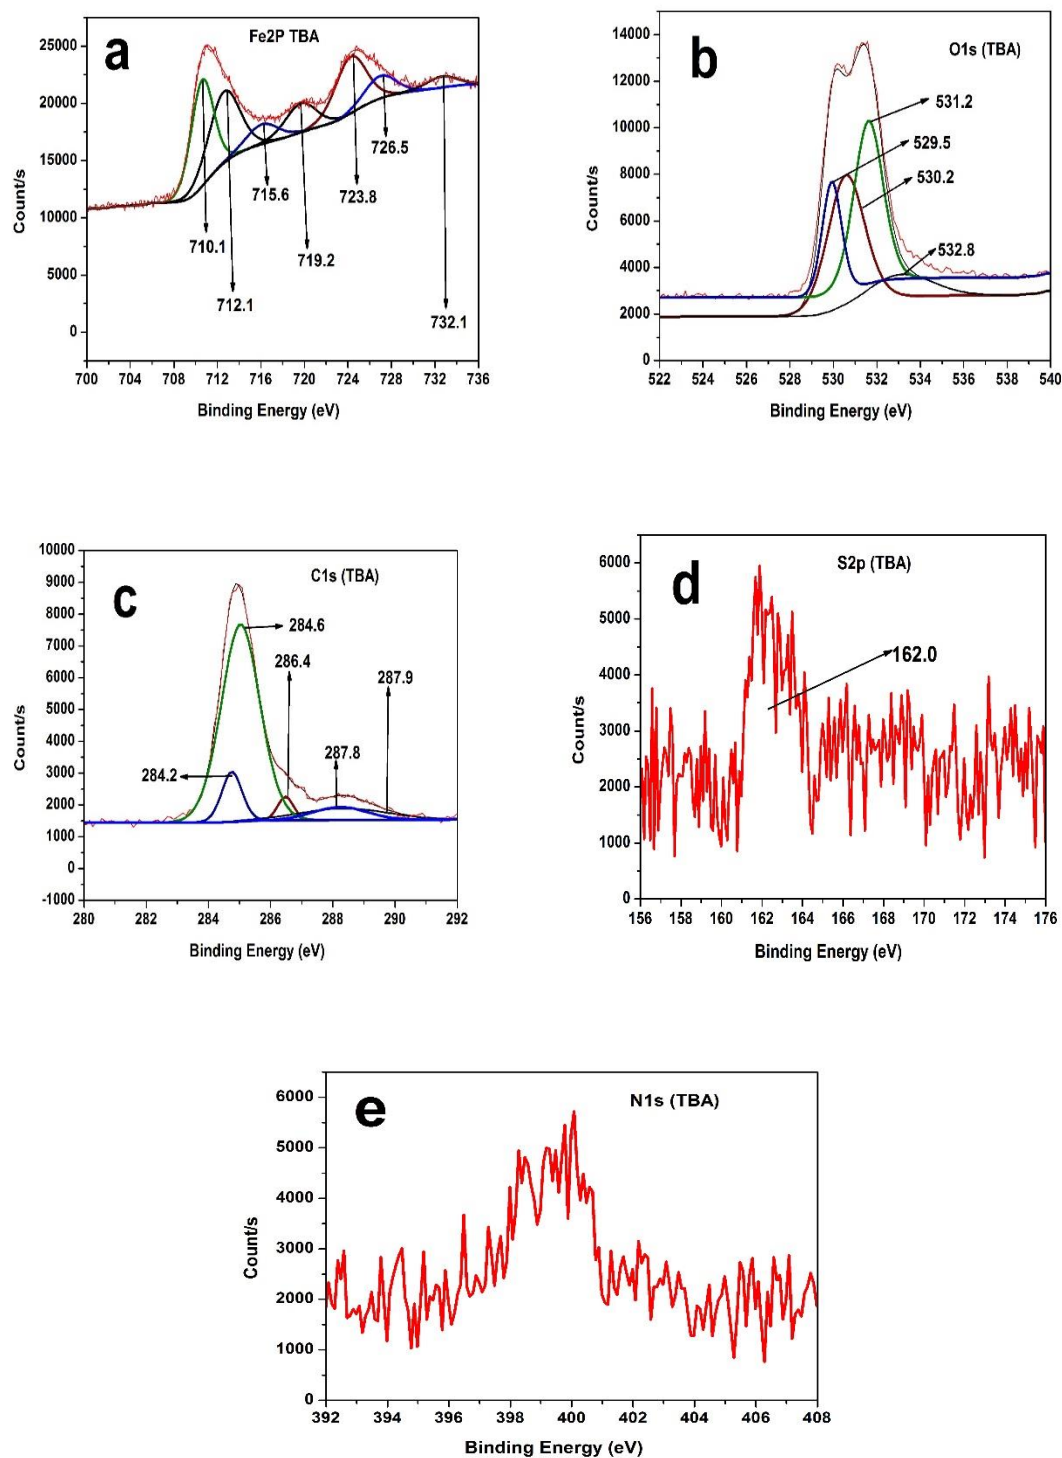 a
Fe2P TBA
25000
20000
15000
10000
5000
0
Count/s
710.1
712.1
715.6
719.2
723.8
726.5
732.1
700 704 708 712 716 720 724 728 732 736
Binding Energy (eV)
b
O1s (TBA)
14000
12000
10000
8000
6000
4000
2000
0
Count/s
531.2
529.5
530.2
532.8
522 524 526 528 530 532 534 536 538 540
Binding Energy (eV)
c
C1s (TBA)
10000
9000
8000
7000
6000
5000
4000
3000
2000
1000
0
-1000
Count/s
284.6
286.4
287.9
287.8
284.2
280 282 284 286 288 290 292
Binding Energy (eV)
d
S2p (TBA)
6000
5000
4000
3000
2000
1000
0
Count/s
162.0
156 158 160 162 164 166 168 170 172 174 176
Binding Energy (eV)
e
N1s (TBA)
6000
5000
4000
3000
2000
1000
0
Count/s
392 394 396 398 400 402 404 406 408
Binding Energy (eV)